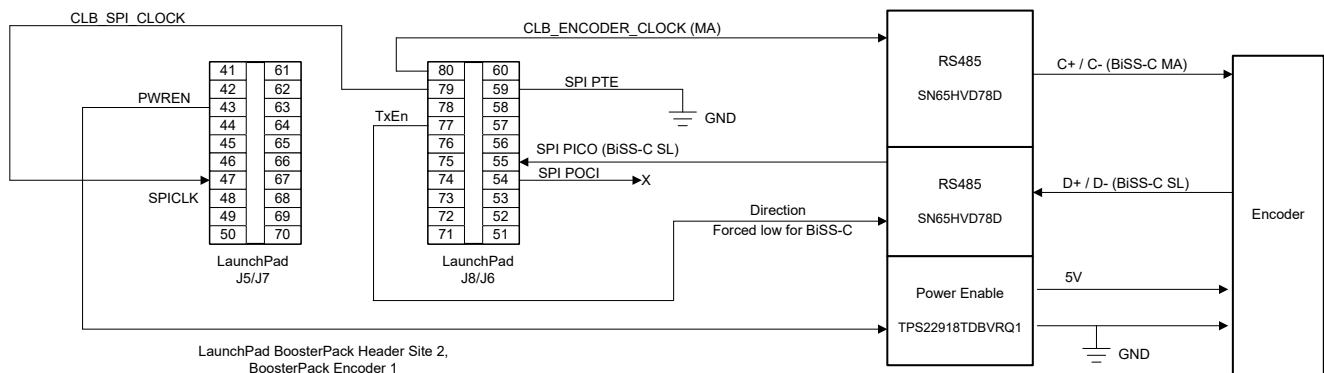 CLB_SPI_CLOCK
CLB_ENCODER_CLOCK (MA)
PWREN
SPICLK
41 61
42 62
43 63
44 64
45 65
46 66
47 67
48 68
49 69
50 70
LaunchPad
J5/J7
TxEn
80 60
79 59
78 58
77 57
76 56
75 55
74 54
73 53
72 52
71 51
LaunchPad
J8/J6
SPI PTE
GND
SPI PICO (BiSS-C SL)
SPI POCI
X
Direction
Forced low for BiSS-C
RS485
SN65HVD78D
RS485
SN65HVD78D
Power Enable
TPS22918TDBVRQ1
C+ / C- (BiSS-C MA)
D+ / D- (BiSS-C SL)
5V
GND
Encoder
LaunchPad BoosterPack Header Site 2,
BoosterPack Encoder 1